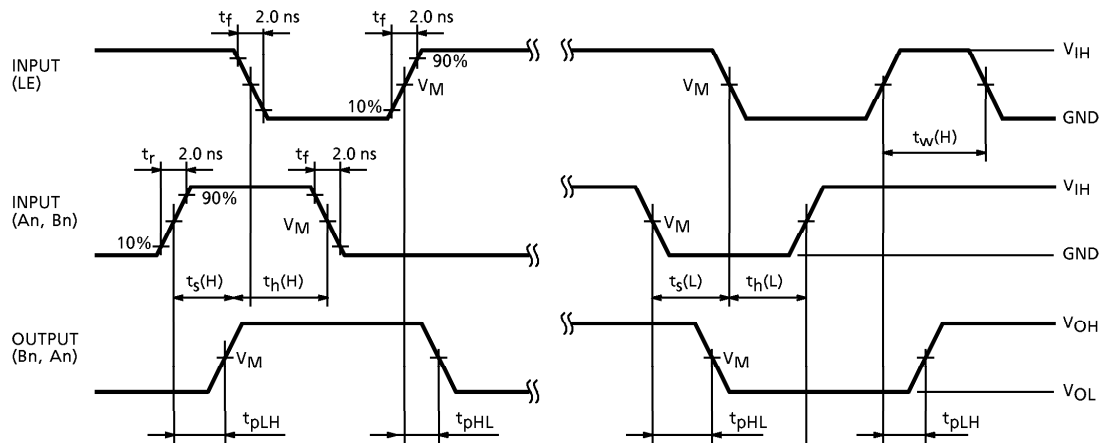 tf 2.0 ns tf 2.0 ns
INPUT
(LE)
VM
10%
90%
VM
VM
VIH
GND
tw(H)
tr 2.0 ns tf 2.0 ns
INPUT
(An, Bn)
10%
90%
VM
VM
VIH
GND
ts(H) th(H)
ts(L) th(L)
OUTPUT
(Bn, An)
VM
VM
VOH
VOL
tpLH
tpHL
tpHL
tpLH